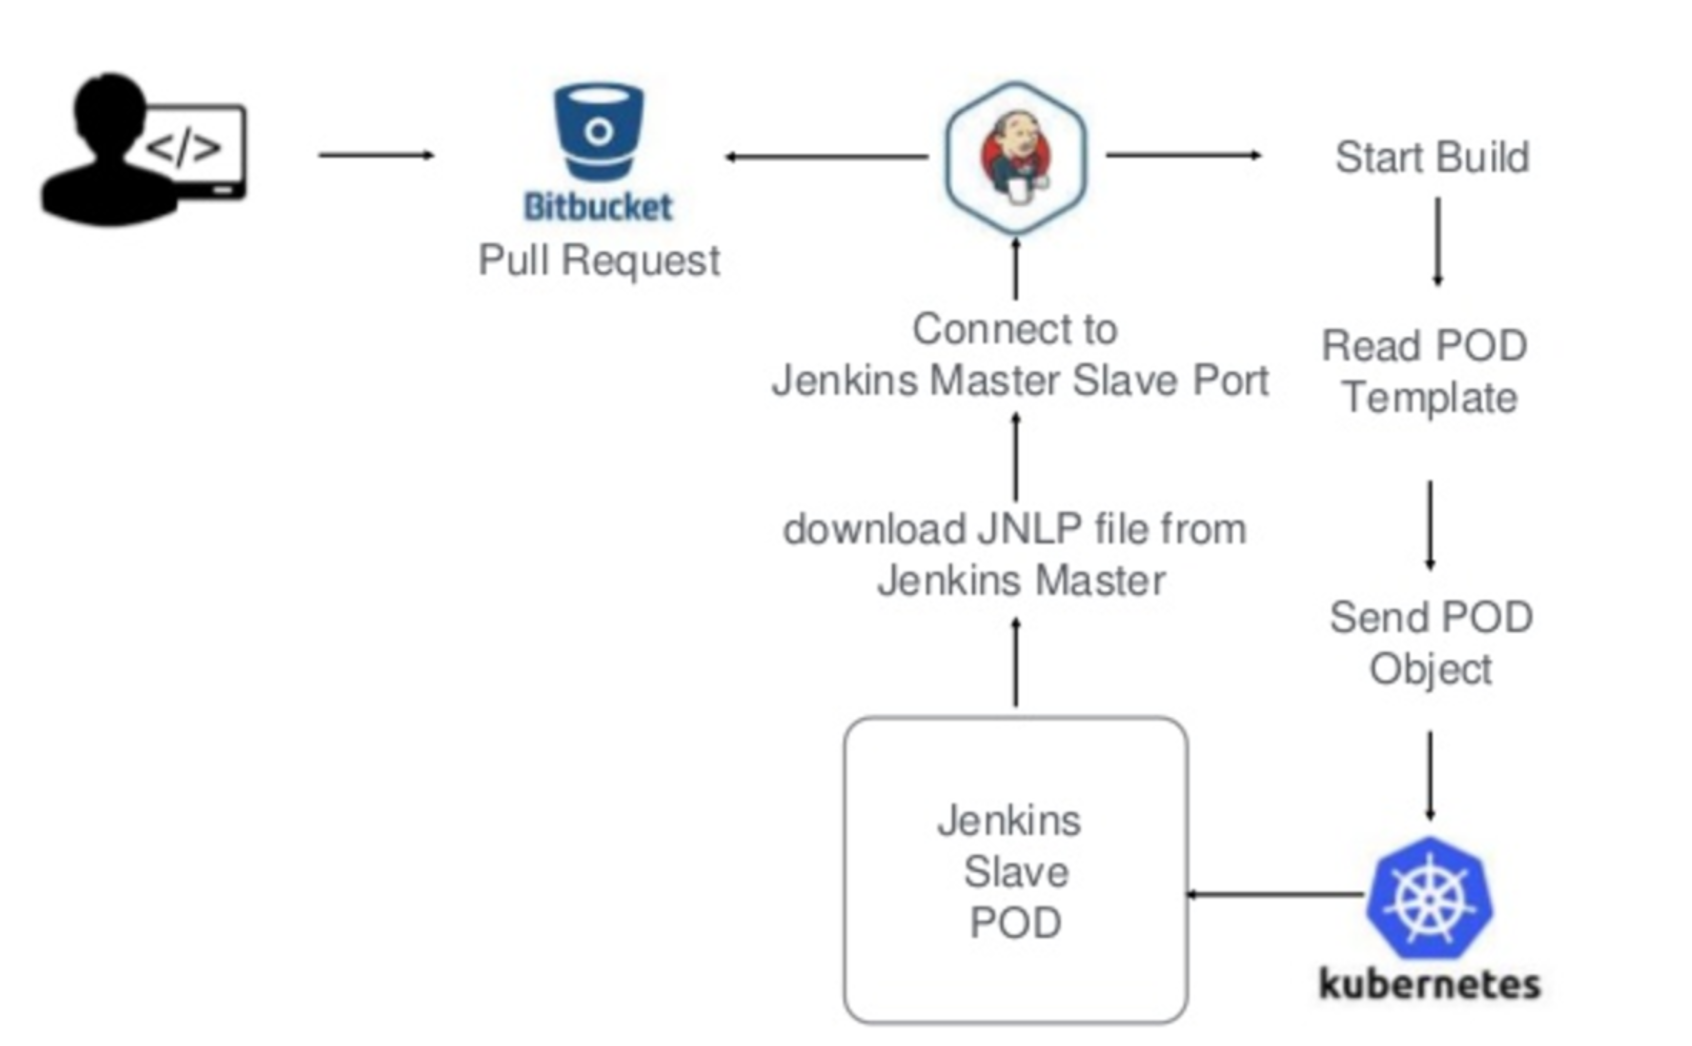 </>
Bitbucket
Pull Request
Start Build
Connect to
Jenkins Master Slave Port
Read POD
Template
download JNLP file from
Jenkins Master
Send POD
Object
Jenkins
Slave
POD
kubernetes